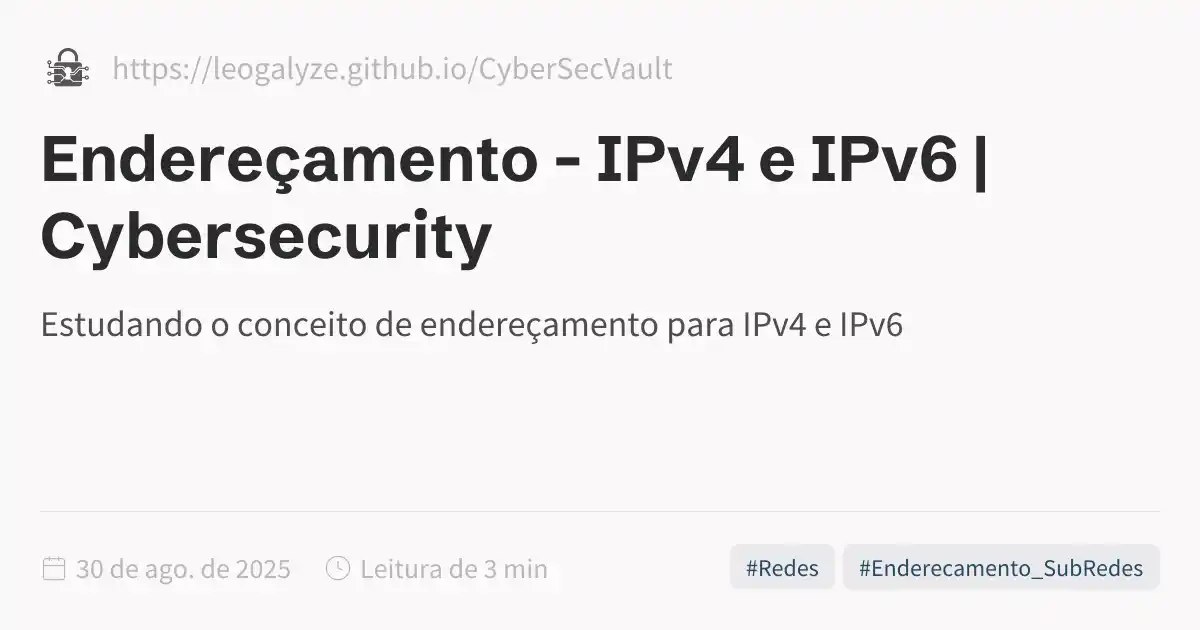 https://leogalyze.github.io/CyberSecVault
Endereçamento - IPv4 e IPv6 |
Cybersecurity
Estudando o conceito de endereçamento para IPv4 e IPv6
30 de ago. de 2025 Leitura de 3 min #Redes #Enderecamento_SubRedes